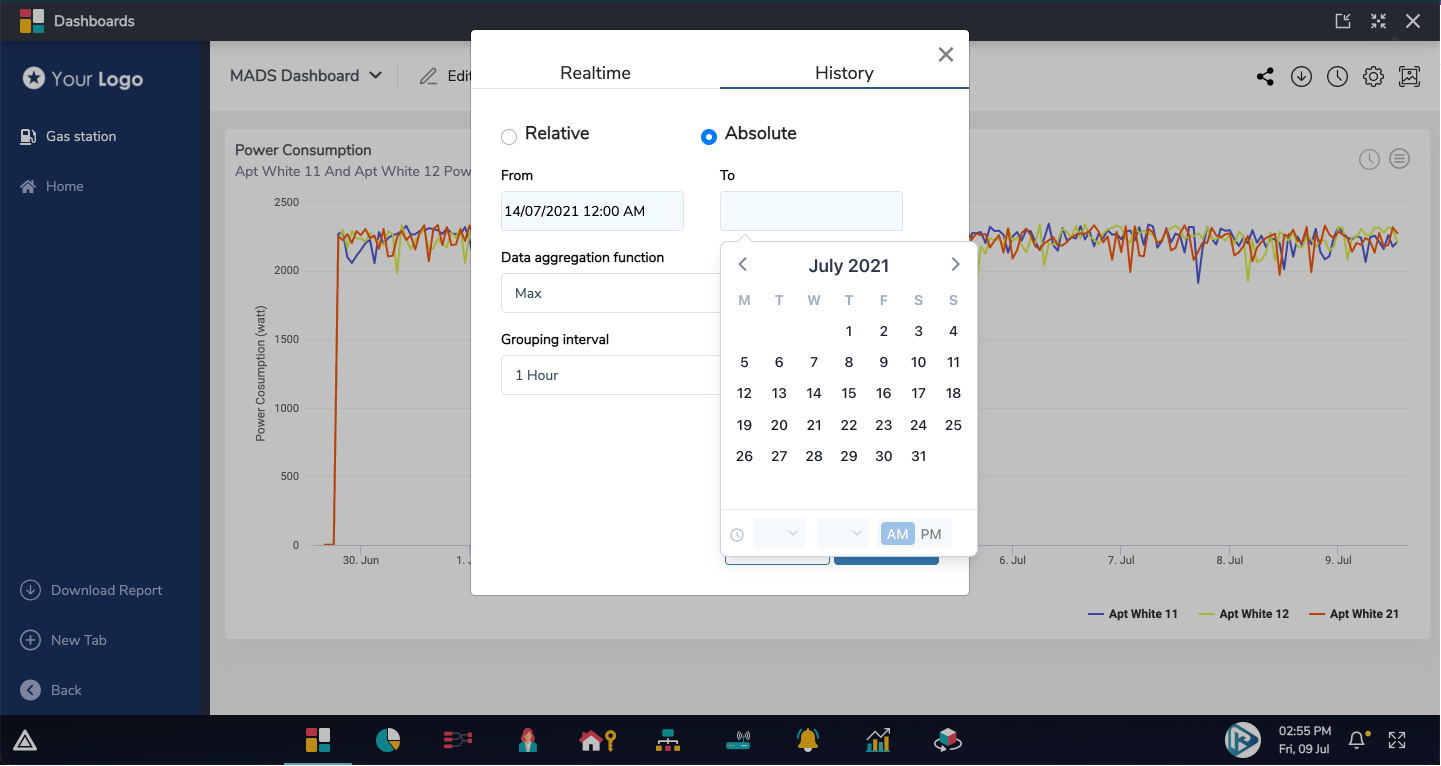 Dashboards
Your Logo
Gas station
Home
Download Report
New Tab
Back
MADS Dashboard
Edit
Power Consumption
Apt White 11 And Apt White 12 Pow
Power Cosumption (watt)
2500
2000
1500
1000
500
0
30. Jun
1. J
6. Jul
7. Jul
8. Jul
9. Jul
Apt White 11 Apt White 12 Apt White 21
Realtime History
Relative Absolute
From To
14/07/2021 12:00 AM
Data aggregation function
Max
Grouping interval
1 Hour
July 2021
M T W T F S S
1 2 3 4
5 6 7 8 9 10 11
12 13 14 15 16 17 18
19 20 21 22 23 24 25
26 27 28 29 30 31
: AM PM
02:55 PM
Fri, 09 Jul